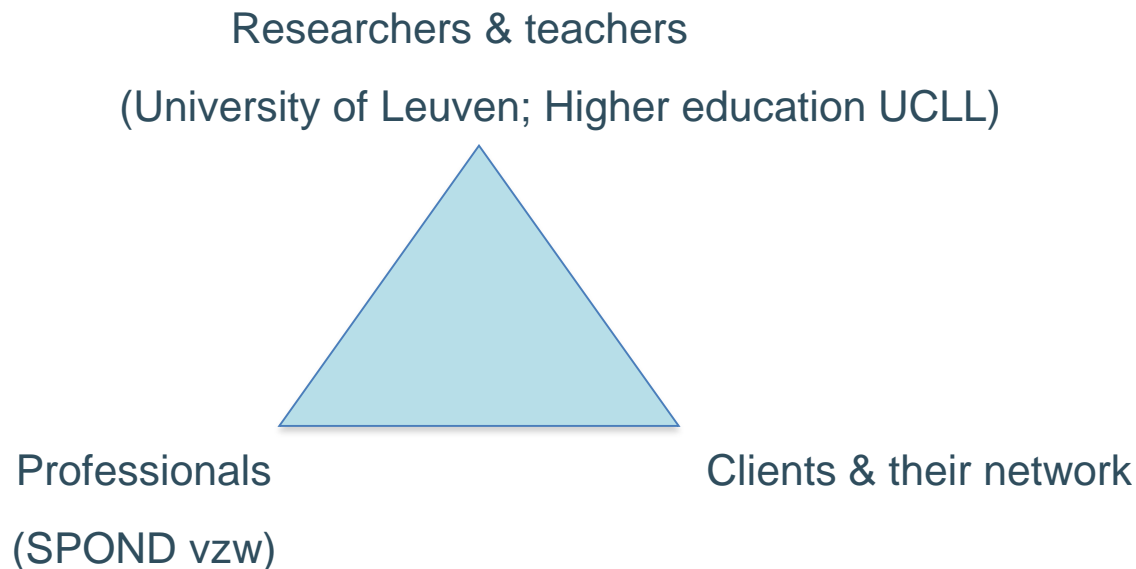 Researchers & teachers
(University of Leuven; Higher education UCLL)
Professionals
(SPOND vzw)
Clients & their network